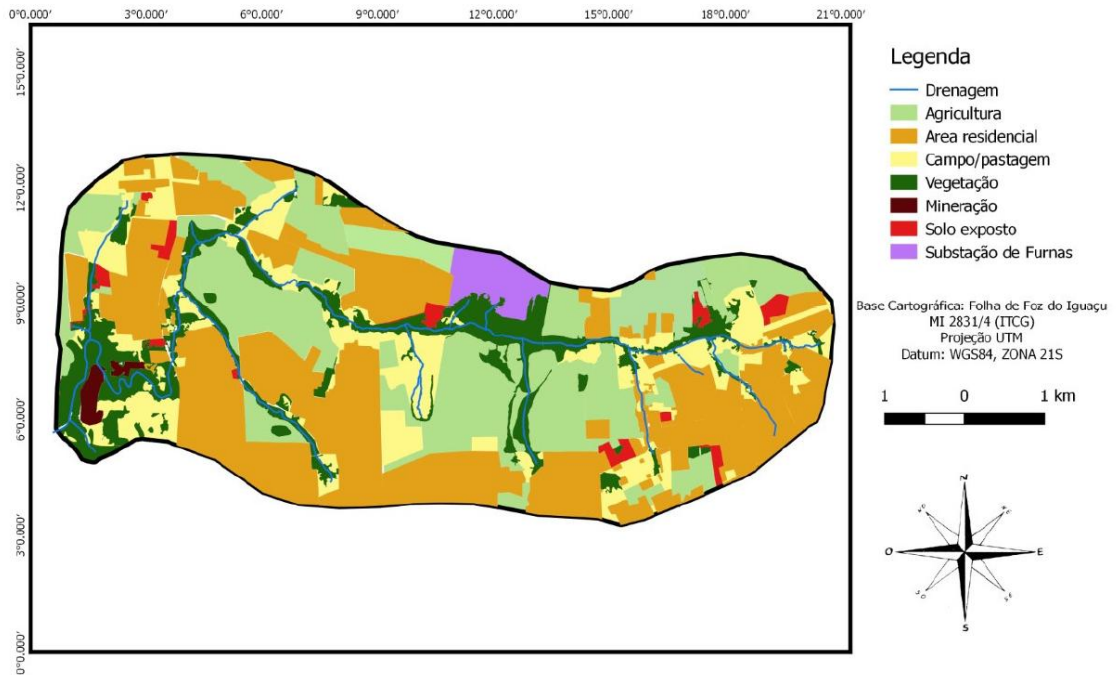 0°0.000' 3°0.000' 6°0.000' 9°0.000' 12°0.000' 15°0.000' 18°0.000' 21°0.000'
15°0.000'
12°0.000'
9°0.000'
6°0.000'
3°0.000'
0°0.000'
Legenda
Drenagem
Agricultura
Area residencial
Campo/pastagem
Vegetação
Mineração
Solo exposto
Substação de Furnas
Base Cartográfica: Folha de Foz do Iguaçu
MI 2831/4 (ITCG)
Projeção UTM
Datum: WGS84, ZONA 21S
1 0 1 km
N
O
E
S